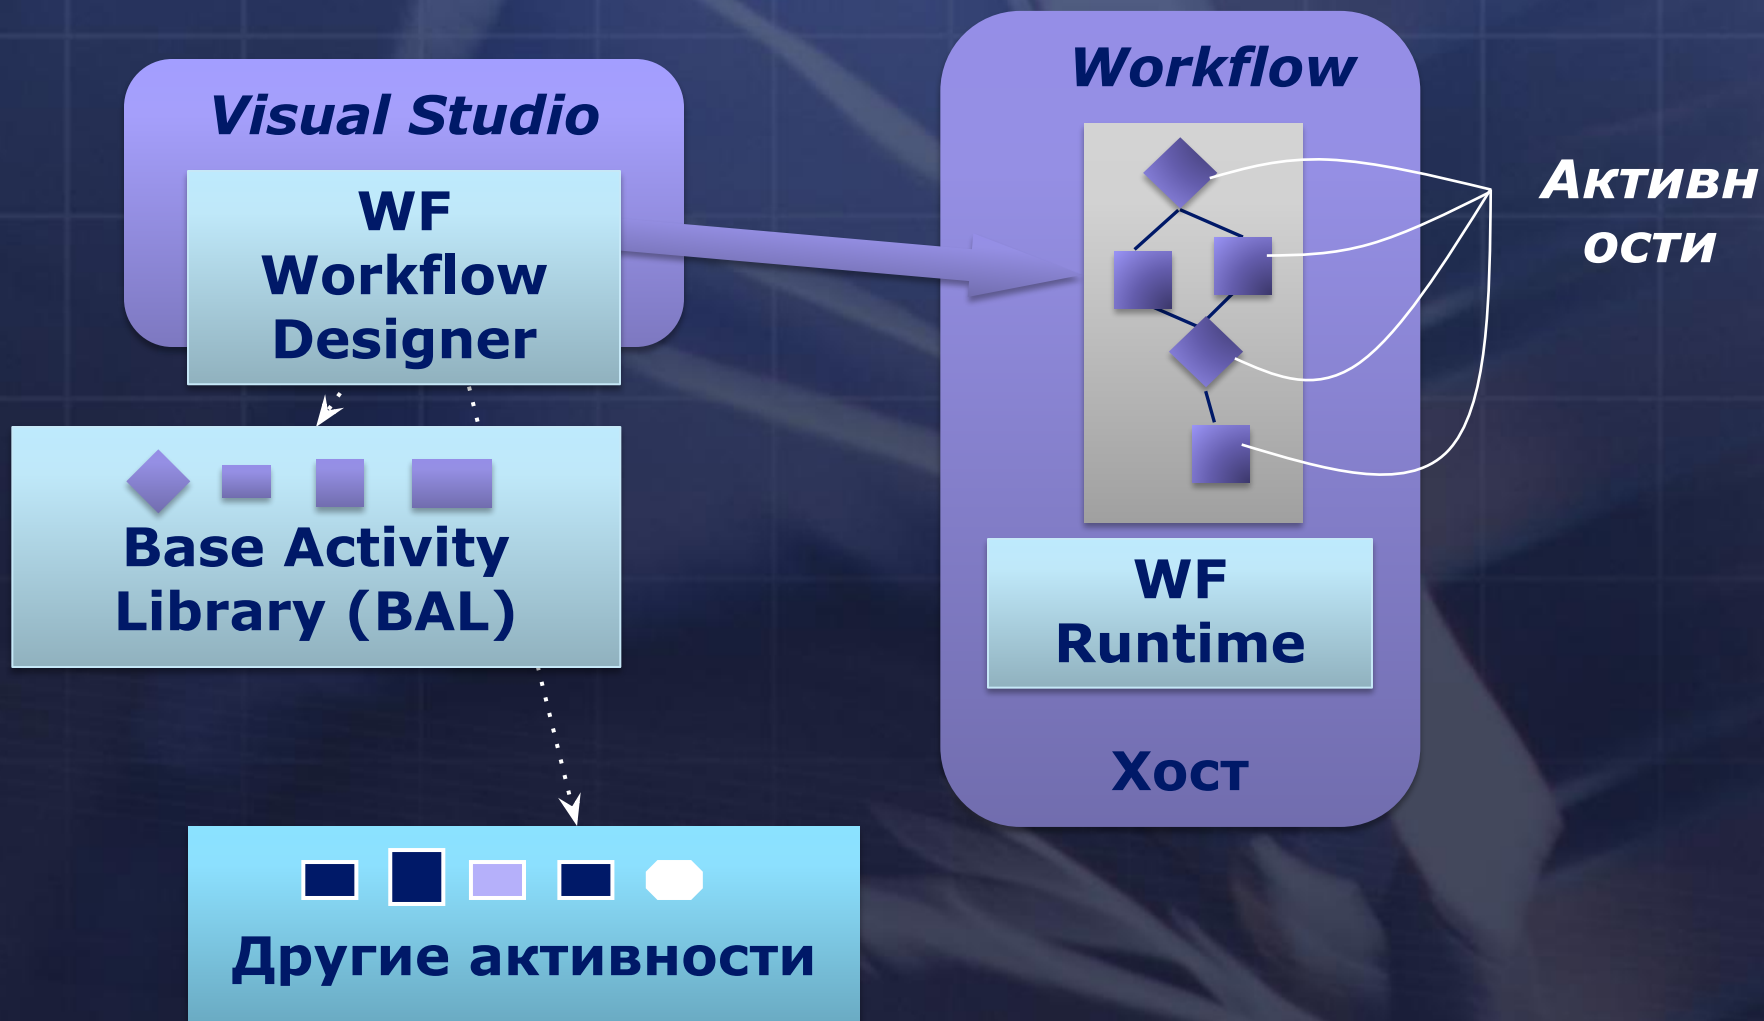 Visual Studio
WF
Workflow
Designer
Base Activity
Library (BAL)
Другие активности
Workflow
WF
Runtime
Хост
Активн
ости